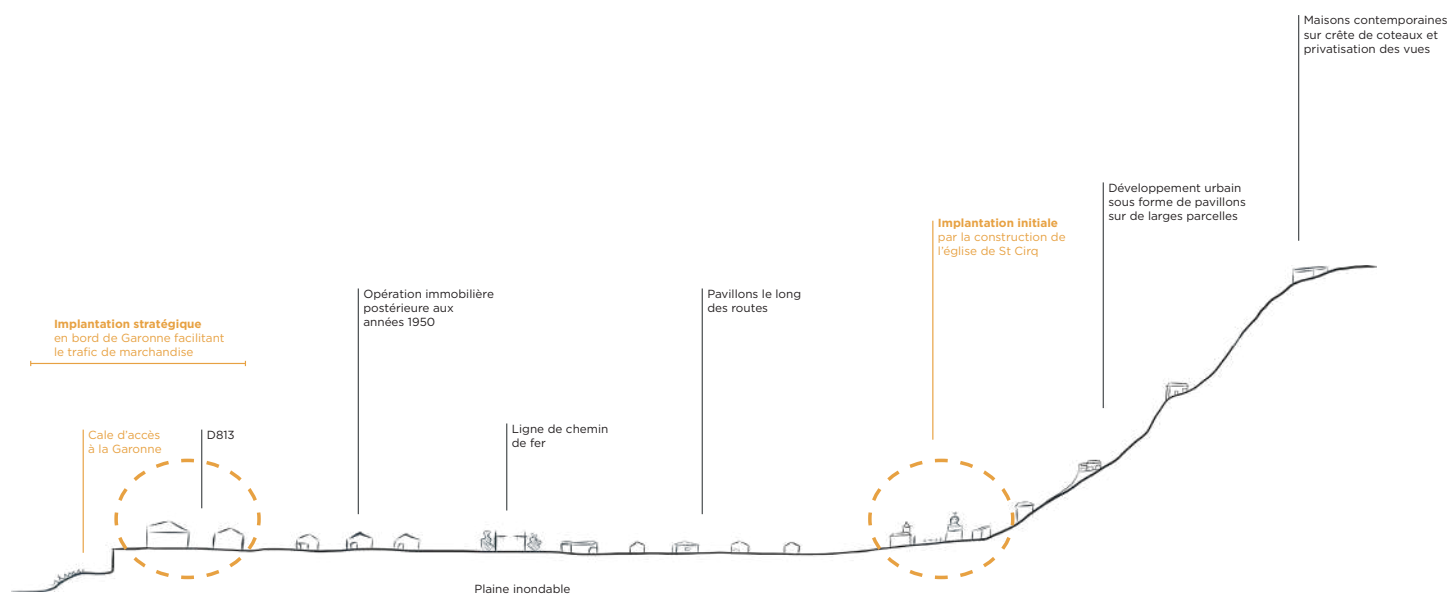 Maisons contemporaines
sur crête de coteaux et
privatisation des vues
Développement urbain
sous forme de pavillons
sur de larges parcelles
Implantation initiale
par la construction de
l'église de St Cirq
Opération immobilière
postérieure aux
années 1950
Pavillons le long
des routes
Implantation stratégique
en bord de Garonne facilitant
le trafic de marchandise
Cale d'accès
à la Garonne
D813
Ligne de chemin
de fer
Plaine inondable